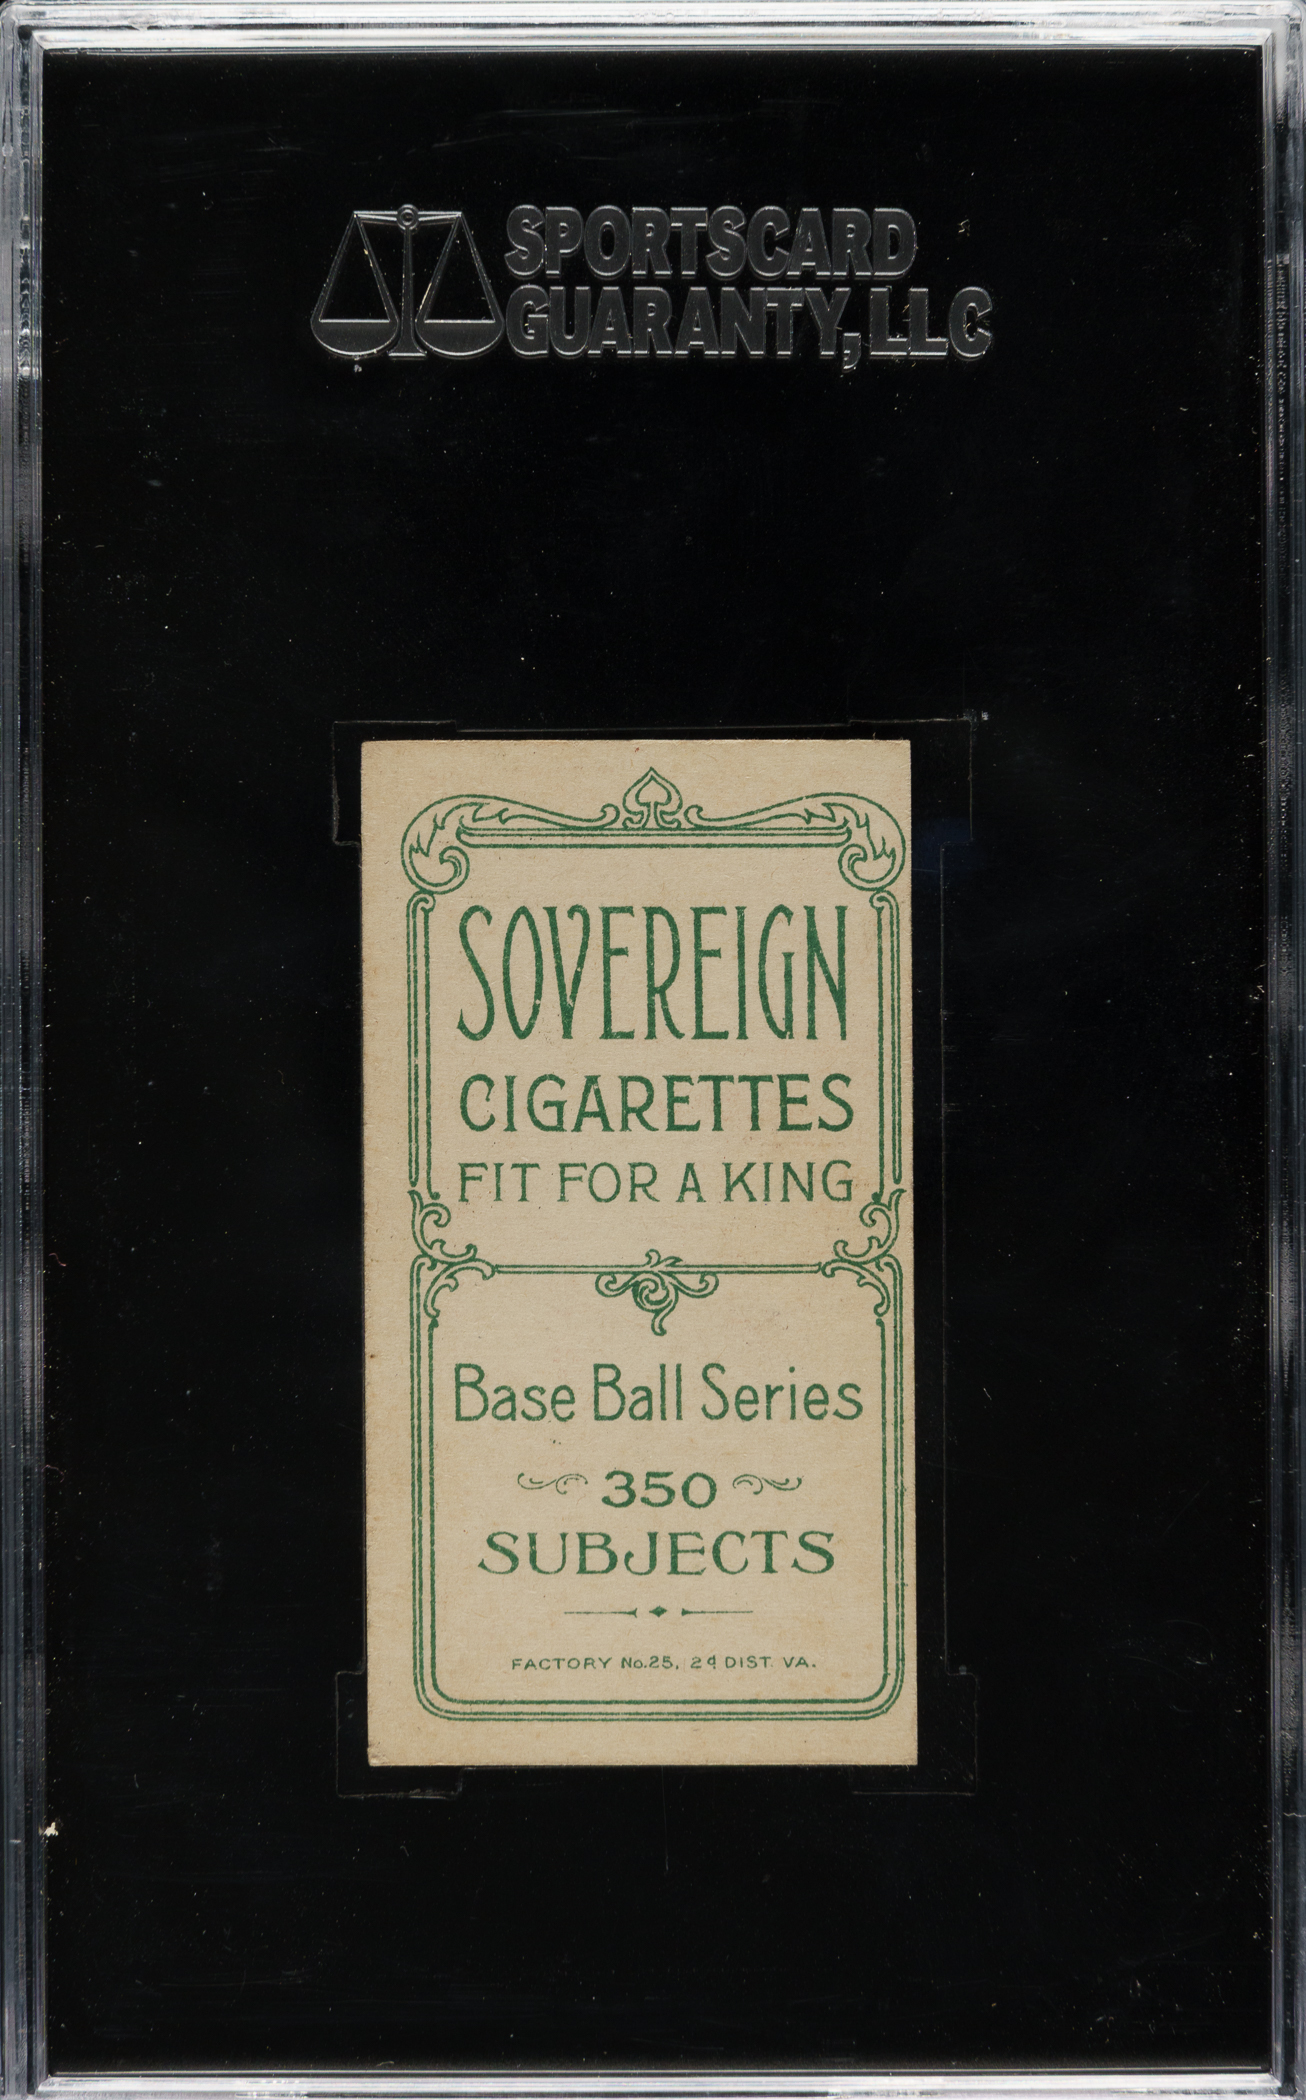 SPORTSCARD
GUARANTY, LLC
SOVEREIGN
CIGARETTES
FIT FOR A KING
Base Ball Series
350
SUBJECTS
FACTORY No.25, 2d DIST. VA.